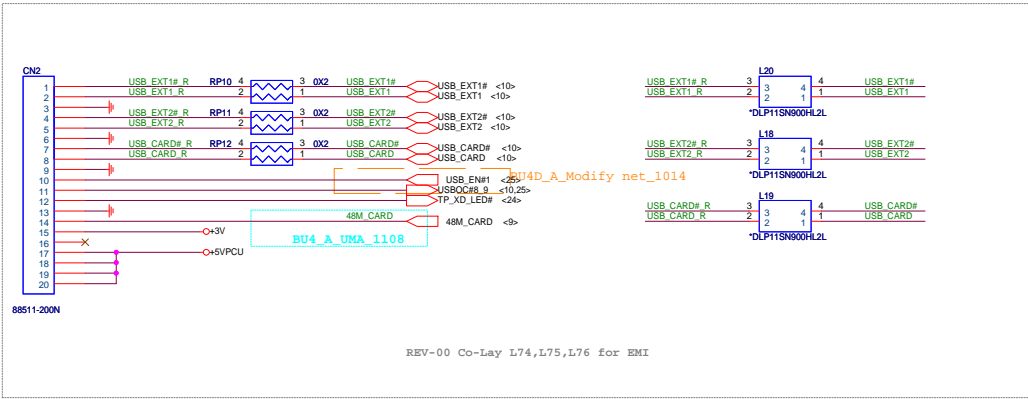 CN2
1
2
3
4
5
6
7
8
9
10
11
12
13
14
15
16
17
18
19
20
88511-200N
USB_EXT1#_R RP10 4 3 0X2 USB_EXT1# USB_EXT1# <10>
USB_EXT1_R 2 1 USB_EXT1 USB_EXT1 <10>
USB_EXT2#_R RP11 4 3 0X2 USB_EXT2# USB_EXT2# <10>
USB_EXT2_R 2 1 USB_EXT2 USB_EXT2 <10>
USB_CARD#_R RP12 4 3 0X2 USB_CARD# USB_CARD# <10>
USB_CARD_R 2 1 USB_CARD USB_CARD <10>
BU4D_A_Modify net_1014
USB_EN#1 <25>
USBOC#8_9 <10,25>
TP_XD_LED# <24>
48M_CARD 48M_CARD <9>
BU4_A_UMA_1108
+3V
+5VPCU
L20
USB_EXT1#_R 3 3 4 4 USB_EXT1#
USB_EXT1_R 2 2 1 1 USB_EXT1
*DLP11SN900HL2L
L18
USB_EXT2#_R 3 3 4 4 USB_EXT2#
USB_EXT2_R 2 2 1 1 USB_EXT2
*DLP11SN900HL2L
L19
USB_CARD#_R 3 3 4 4 USB_CARD#
USB_CARD_R 2 2 1 1 USB_CARD
*DLP11SN900HL2L
REV-00 Co-Lay L74,L75,L76 for EMI